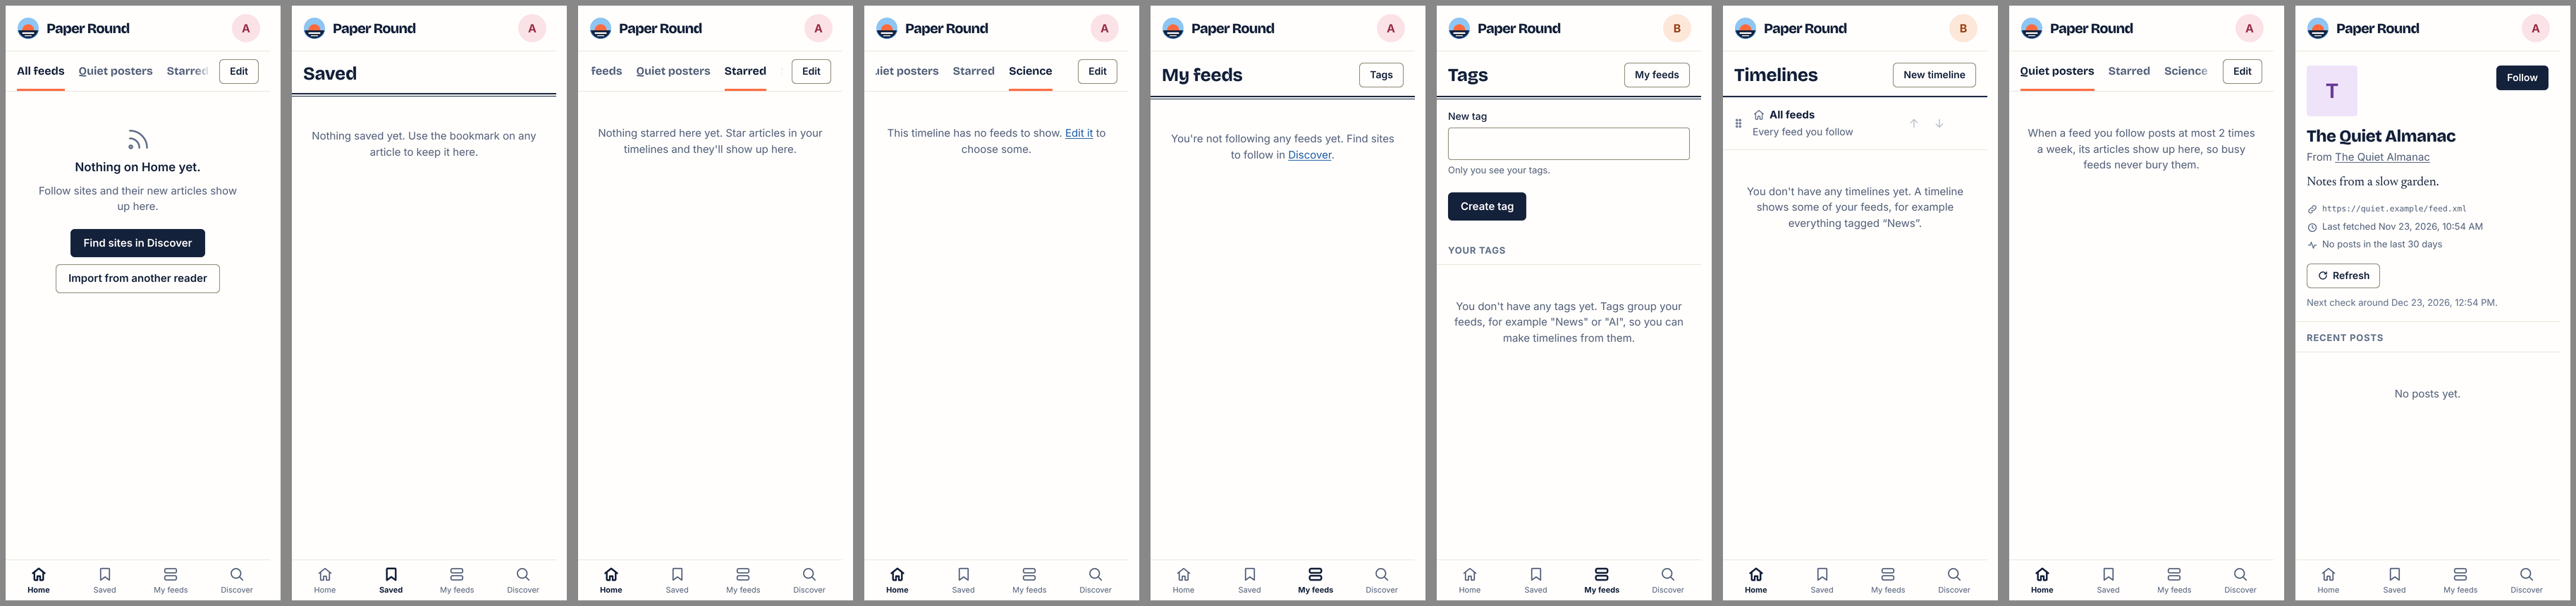 Paper Round
A
All feeds Quiet posters Starred Edit
Nothing on Home yet.
Follow sites and their new articles show
up here.
Find sites in Discover
Import from another reader
Home Saved My feeds Discover
Paper Round
A
Saved
Nothing saved yet. Use the bookmark on any
article to keep it here.
Home Saved My feeds Discover
Paper Round
A
feeds Quiet posters Starred Edit
Nothing starred here yet. Star articles in your
timelines and they'll show up here.
Home Saved My feeds Discover
Paper Round
A
uiet posters Starred Science Edit
This timeline has no feeds to show. Edit it to
choose some.
Home Saved My feeds Discover
Paper Round
A
My feeds Tags
You're not following any feeds yet. Find sites
to follow in Discover.
Home Saved My feeds Discover
Paper Round
B
Tags My feeds
New tag
Only you see your tags.
Create tag
YOUR TAGS
You don't have any tags yet. Tags group your
feeds, for example "News" or "AI", so you can
make timelines from them.
Home Saved My feeds Discover
Paper Round
B
Timelines New timeline
All feeds
Every feed you follow
You don't have any timelines yet. A timeline
shows some of your feeds, for example
everything tagged “News”.
Home Saved My feeds Discover
Paper Round
A
Quiet posters Starred Science Edit
When a feed you follow posts at most 2 times
a week, its articles show up here, so busy
feeds never bury them.
Home Saved My feeds Discover
Paper Round
A
T
Follow
The Quiet Almanac
From The Quiet Almanac
Notes from a slow garden.
https://quiet.example/feed.xml
Last fetched Nov 23, 2026, 10:54 AM
No posts in the last 30 days
Refresh
Next check around Dec 23, 2026, 12:54 PM.
RECENT POSTS
No posts yet.
Home Saved My feeds Discover